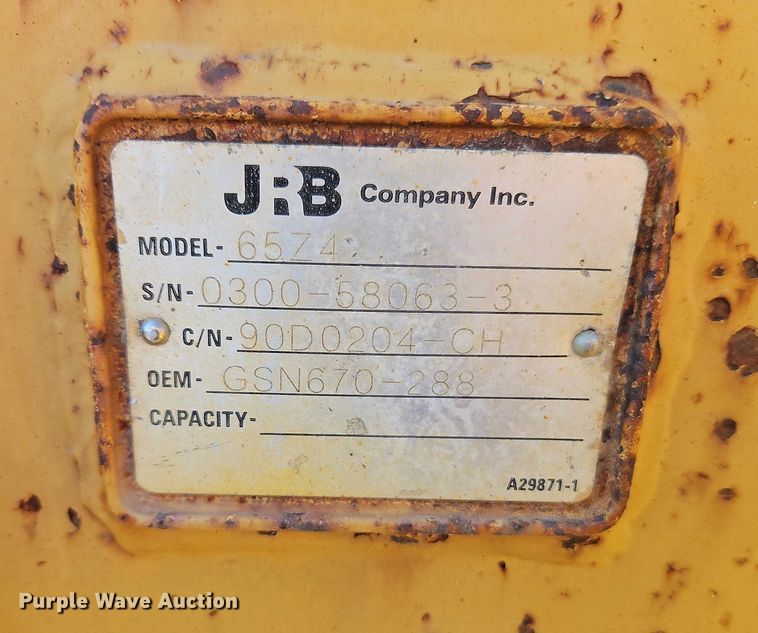 JRB Company Inc.
MODEL- 65Z4
S/N- 0300-58063-3
C/N- 90D0204-CH
OEM- GSN670-288
CAPACITY-
A29871-1
Purple Wave Auction